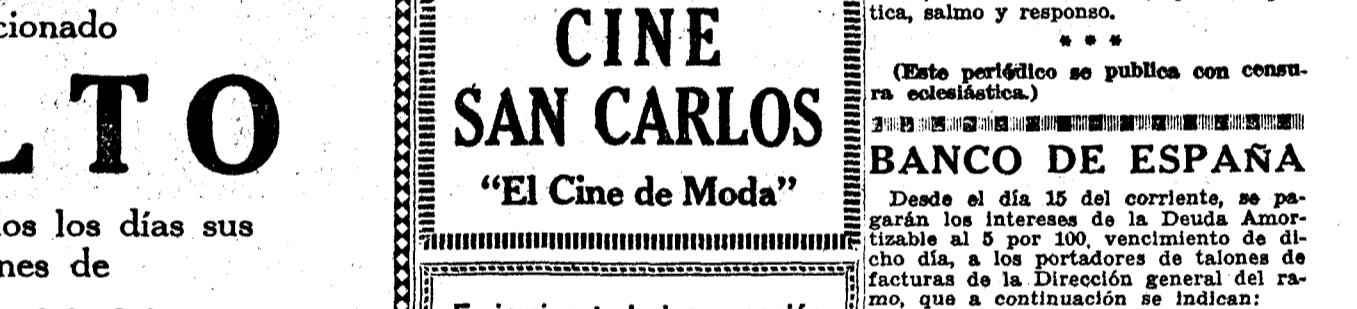 cionado
LTO
los los días sus
nes de
CINE
SAN CARLOS
"El Cine de Moda"
tica, salmo y responso.
* * *
(Este periódico se publica con censu-
ra eclesiástica.)
BANCO DE ESPAÑA
Desde el día 15 del corriente, se pa-
garán los intereses de la Deuda Amor-
tizable al 5 por 100, vencimiento de di-
cho día, a los portadores de talones de
facturas de la Dirección general del ra-
mo, que a continuación se indican: